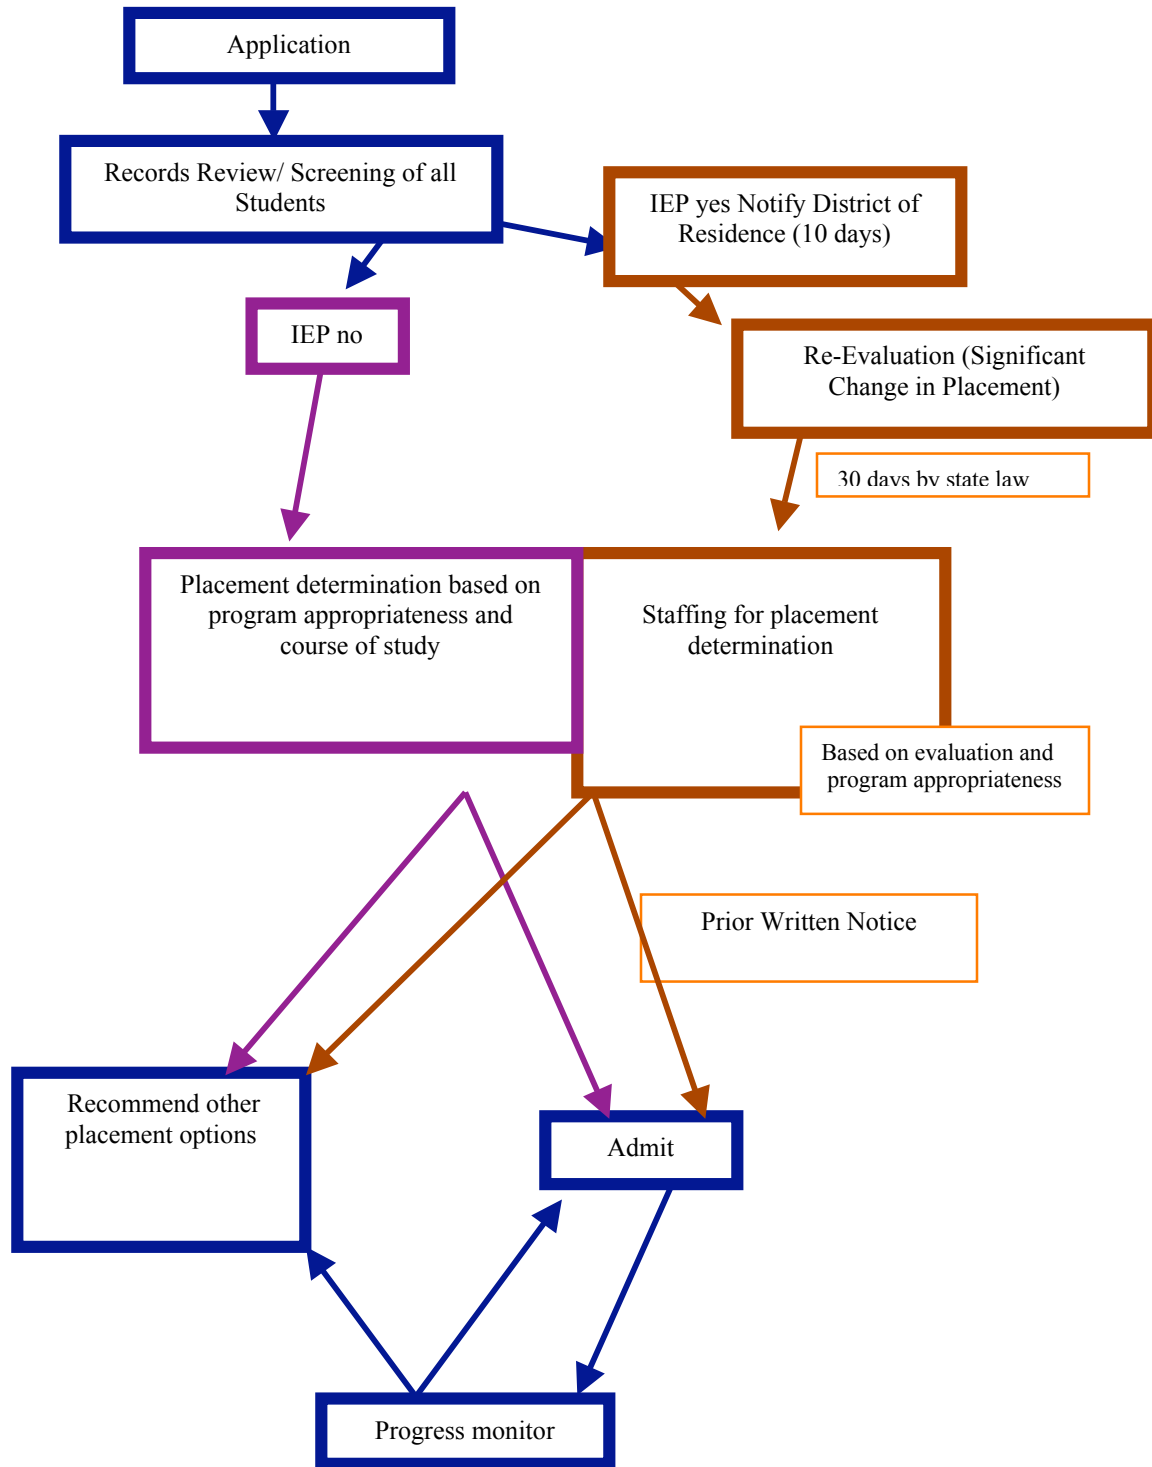 Application
Records Review/ Screening of all
Students
IEP yes Notify District of
Residence (10 days)
IEP no
Re-Evaluation (Significant
Change in Placement)
30 days by state law
Placement determination based on
program appropriateness and
course of study
Staffing for placement
determination
Based on evaluation and
program appropriateness
Prior Written Notice
Recommend other
placement options
Admit
Progress monitor